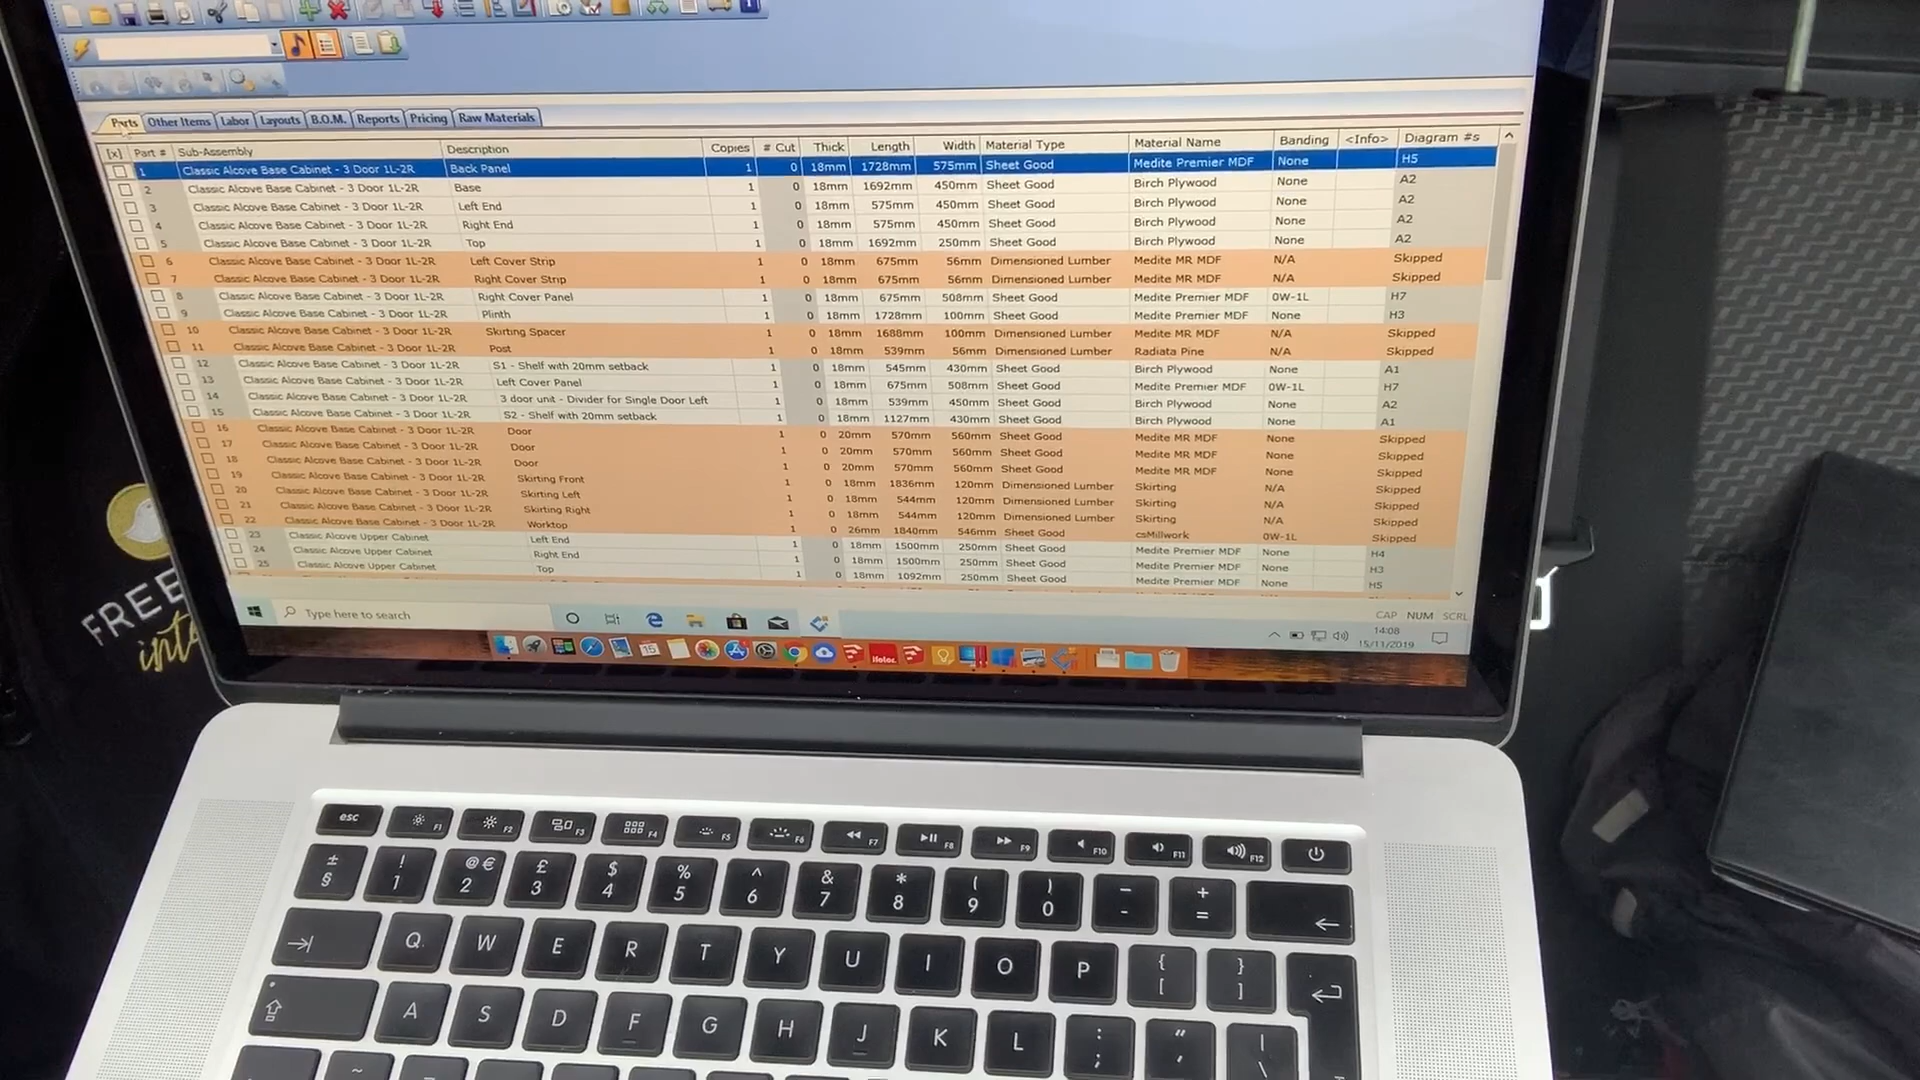 Parts Other Items Labor Layouts B.O.M. Reports Pricing Raw Materials
[x] Part # Sub-Assembly Description Copies # Cut Thick Length Width Material Type Material Name Banding <Info> Diagram #s
1 Classic Alcove Base Cabinet - 3 Door 1L-2R Back Panel 1 0 18mm 1728mm 575mm Sheet Good Medite Premier MDF None H5
2 Classic Alcove Base Cabinet - 3 Door 1L-2R Base 1 0 18mm 1692mm 450mm Sheet Good Birch Plywood None A2
3 Classic Alcove Base Cabinet - 3 Door 1L-2R Left End 1 0 18mm 575mm 450mm Sheet Good Birch Plywood None A2
4 Classic Alcove Base Cabinet - 3 Door 1L-2R Right End 1 0 18mm 575mm 450mm Sheet Good Birch Plywood None A2
5 Classic Alcove Base Cabinet - 3 Door 1L-2R Top 1 0 18mm 1692mm 250mm Sheet Good Birch Plywood None A2
6 Classic Alcove Base Cabinet - 3 Door 1L-2R Left Cover Strip 1 0 18mm 675mm 56mm Dimensioned Lumber Medite MR MDF N/A Skipped
7 Classic Alcove Base Cabinet - 3 Door 1L-2R Right Cover Strip 1 0 18mm 675mm 56mm Dimensioned Lumber Medite MR MDF N/A Skipped
8 Classic Alcove Base Cabinet - 3 Door 1L-2R Right Cover Panel 1 0 18mm 675mm 508mm Sheet Good Medite Premier MDF 0W-1L H7
9 Classic Alcove Base Cabinet - 3 Door 1L-2R Plinth 1 0 18mm 1728mm 100mm Sheet Good Medite Premier MDF None H3
10 Classic Alcove Base Cabinet - 3 Door 1L-2R Skirting Spacer 1 0 18mm 1688mm 100mm Dimensioned Lumber Medite MR MDF N/A Skipped
11 Classic Alcove Base Cabinet - 3 Door 1L-2R Post 1 0 18mm 539mm 56mm Dimensioned Lumber Radiata Pine N/A Skipped
12 Classic Alcove Base Cabinet - 3 Door 1L-2R S1 - Shelf with 20mm setback 1 0 18mm 545mm 430mm Sheet Good Birch Plywood None A1
13 Classic Alcove Base Cabinet - 3 Door 1L-2R Left Cover Panel 1 0 18mm 675mm 508mm Sheet Good Medite Premier MDF 0W-1L H7
14 Classic Alcove Base Cabinet - 3 Door 1L-2R 3 door unit - Divider for Single Door Left 1 0 18mm 539mm 450mm Sheet Good Birch Plywood None A2
15 Classic Alcove Base Cabinet - 3 Door 1L-2R S2 - Shelf with 20mm setback 1 0 18mm 1127mm 430mm Sheet Good Birch Plywood None A1
16 Classic Alcove Base Cabinet - 3 Door 1L-2R Door 1 0 20mm 570mm 560mm Sheet Good Medite MR MDF None Skipped
17 Classic Alcove Base Cabinet - 3 Door 1L-2R Door 1 0 20mm 570mm 560mm Sheet Good Medite MR MDF None Skipped
18 Classic Alcove Base Cabinet - 3 Door 1L-2R Door 1 0 20mm 570mm 560mm Sheet Good Medite MR MDF None Skipped
19 Classic Alcove Base Cabinet - 3 Door 1L-2R Skirting Front 1 0 18mm 1836mm 120mm Dimensioned Lumber Skirting N/A Skipped
20 Classic Alcove Base Cabinet - 3 Door 1L-2R Skirting Left 1 0 18mm 544mm 120mm Dimensioned Lumber Skirting N/A Skipped
21 Classic Alcove Base Cabinet - 3 Door 1L-2R Skirting Right 1 0 18mm 544mm 120mm Dimensioned Lumber Skirting N/A Skipped
22 Classic Alcove Base Cabinet - 3 Door 1L-2R Worktop 1 0 26mm 1840mm 546mm Sheet Good csMillwork 0W-1L Skipped
23 Classic Alcove Upper Cabinet Left End 1 0 18mm 1500mm 250mm Sheet Good Medite Premier MDF None H4
24 Classic Alcove Upper Cabinet Right End 1 0 18mm 1500mm 250mm Sheet Good Medite Premier MDF None H3
25 Classic Alcove Upper Cabinet Top 1 0 18mm 1092mm 250mm Sheet Good Medite Premier MDF None H5
CAP NUM SCRL
Type here to search
14:08
15/11/2019
15
FREE
inte
esc F1 F2 F3 F4 F5 F6 F7 F8 F9 F10 F11 F12
± ! @ € £ $ % ^ & * ( ) _ +
§ 1 2 3 4 5 6 7 8 9 0 - =
Q W E R T Y U I O P { }
[ ]
A S D F G H J K L : " |
; ' \
~